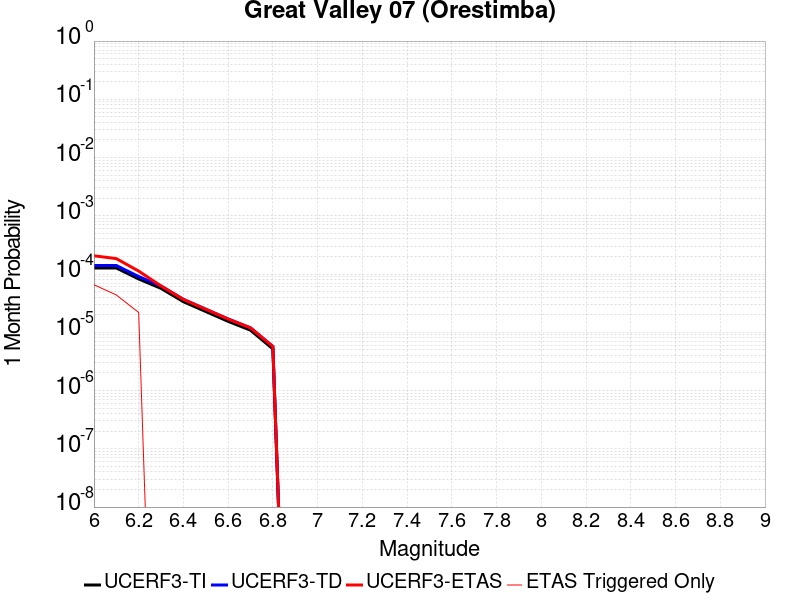 Great Valley 07 (Orestimba)
10^0
10^-1
10^-2
10^-3
10^-4
10^-5
10^-6
10^-7
10^-8
1 Month Probability
6 6.2 6.4 6.6 6.8 7 7.2 7.4 7.6 7.8 8 8.2 8.4 8.6 8.8 9
Magnitude
UCERF3-TI UCERF3-TD UCERF3-ETAS ETAS Triggered Only